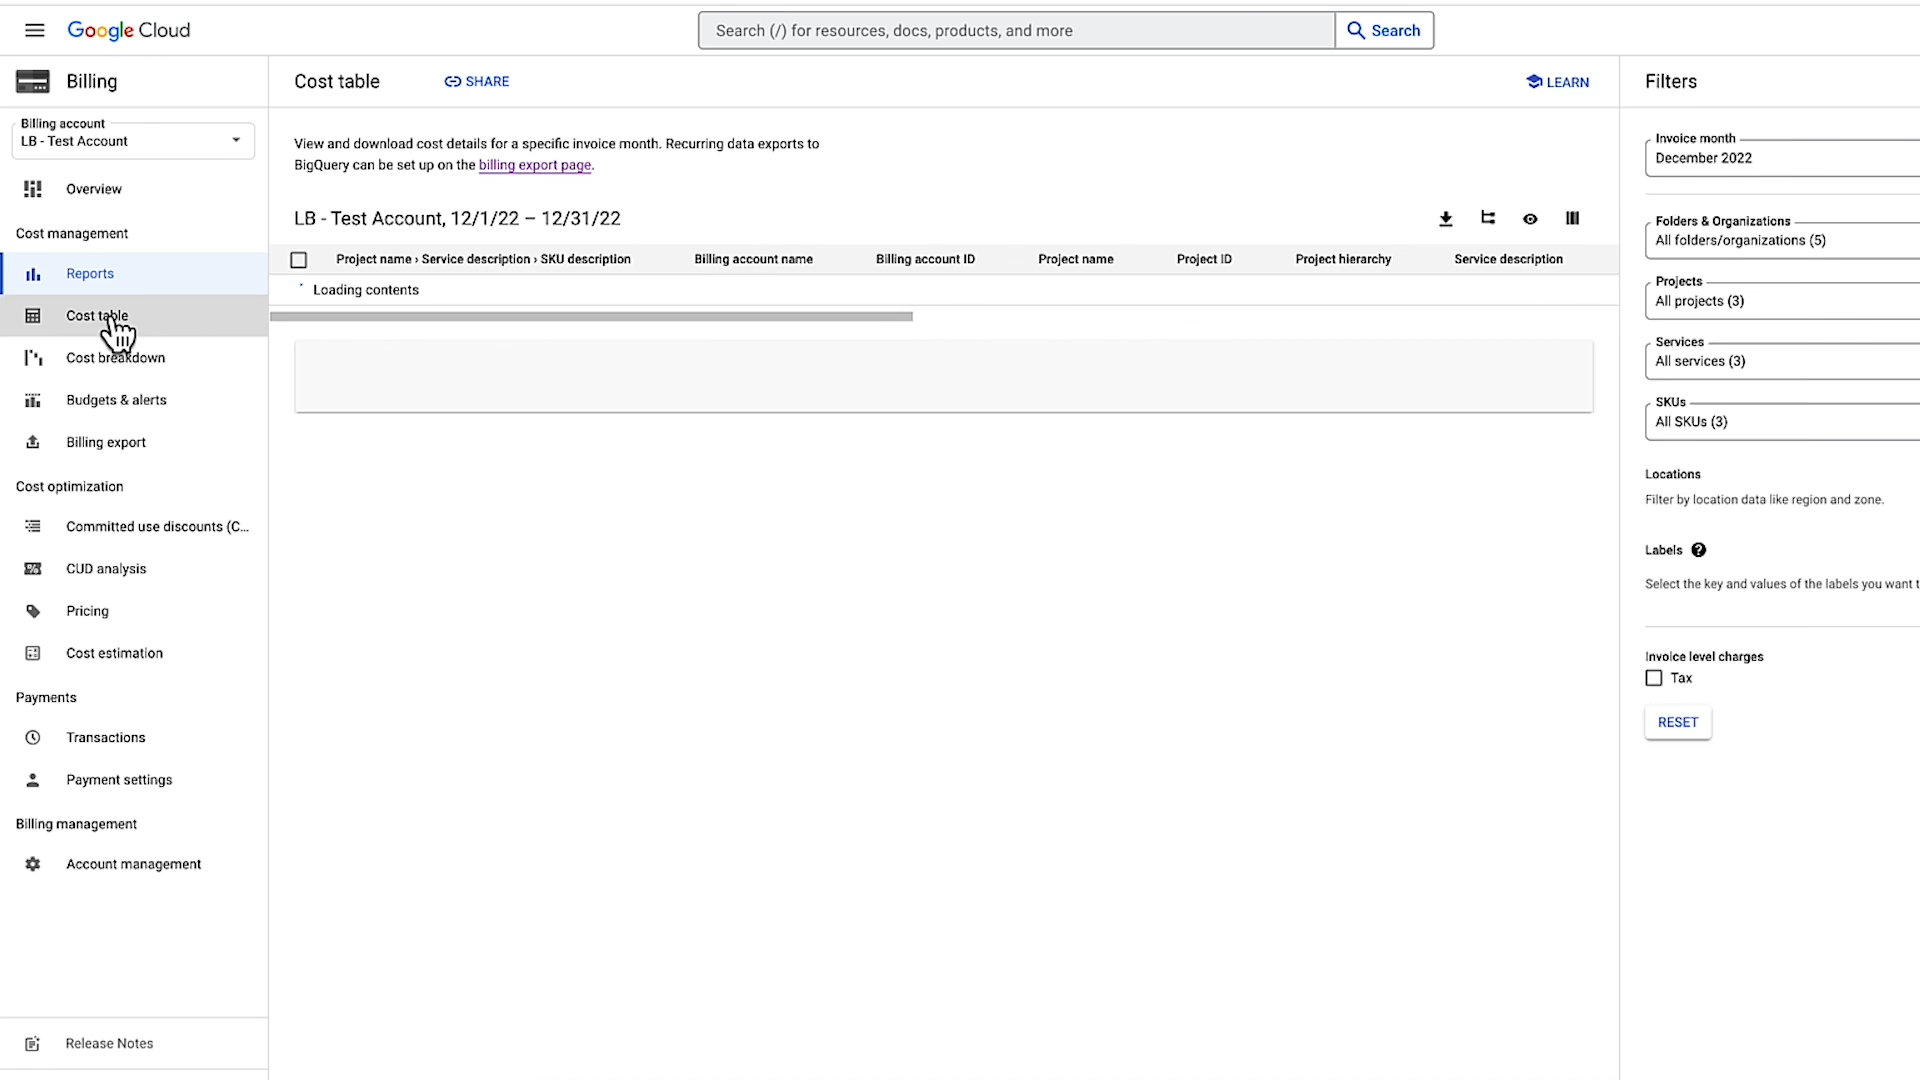 Google Cloud
Search (/) for resources, docs, products, and more
Search
Billing
Billing account
LB - Test Account
Overview
Cost management
Reports
Cost table
Cost breakdown
Budgets & alerts
Billing export
Cost optimization
Committed use discounts (C...
CUD analysis
Pricing
Cost estimation
Payments
Transactions
Payment settings
Billing management
Account management
Release Notes
Cost table
SHARE
LEARN
View and download cost details for a specific invoice month. Recurring data exports to
BigQuery can be set up on the billing export page.
LB - Test Account, 12/1/22 – 12/31/22
Project name › Service description › SKU description
Billing account name
Billing account ID
Project name
Project ID
Project hierarchy
Service description
Loading contents
Filters
Invoice month
December 2022
Folders & Organizations
All folders/organizations (5)
Projects
All projects (3)
Services
All services (3)
SKUs
All SKUs (3)
Locations
Filter by location data like region and zone.
Labels
Select the key and values of the labels you want t
Invoice level charges
Tax
RESET